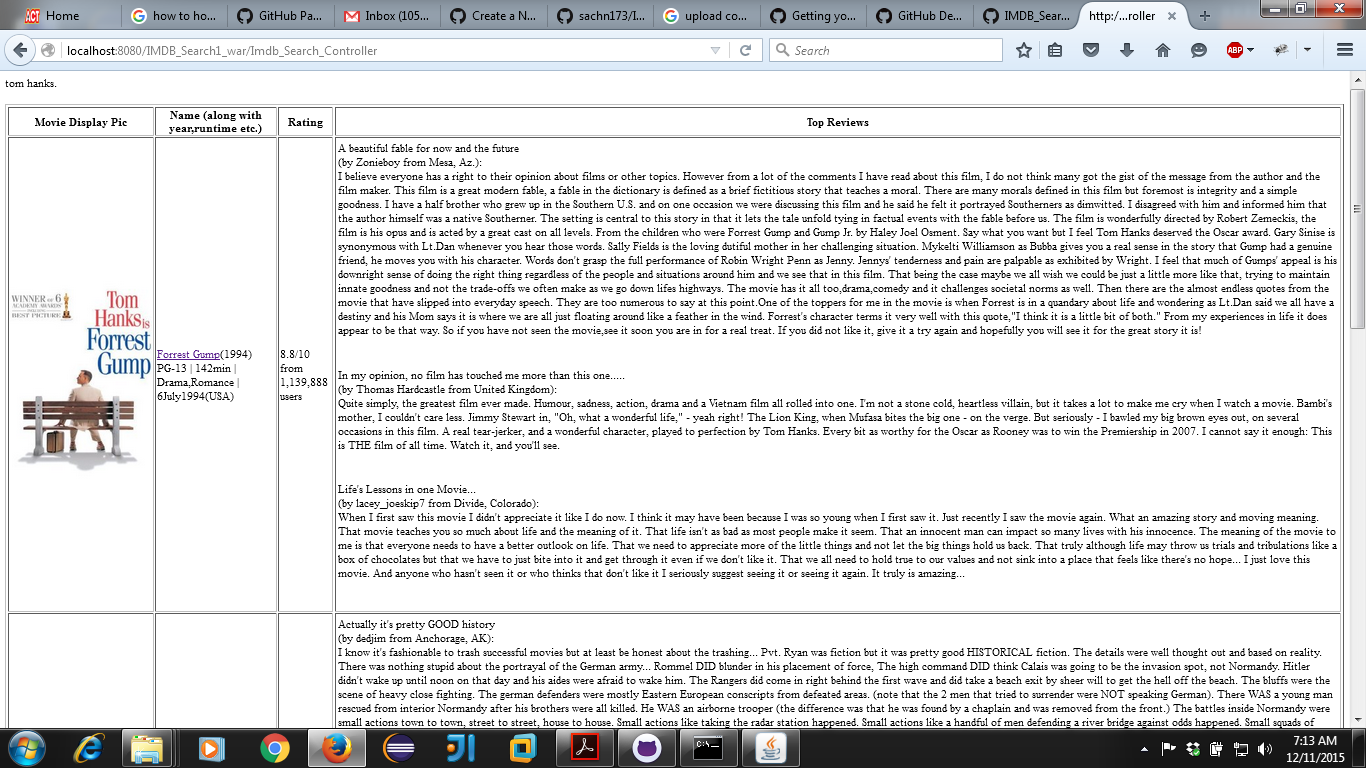 Home
how to ho...
GitHub Pa...
Inbox (105...
Create a N...
sachn173/I...
upload co...
Getting yo...
GitHub De...
IMDB_Sear...
http:/...roller
localhost:8080/IMDB_Search1_war/Imdb_Search_Controller
Search
tom hanks.
Movie Display Pic
Name (along with
year,runtime etc.)
Rating
Top Reviews
WINNER OF 6
ACADEMY AWARDS
INCLUDING
BEST PICTURE
Tom
Hanks is
Forrest
Gump
Forrest Gump(1994)
PG-13 | 142min |
Drama,Romance |
6July1994(USA)
8.8/10
from
1,139,888
users
A beautiful fable for now and the future
(by Zonieboy from Mesa, Az.):
I believe everyone has a right to their opinion about films or other topics. However from a lot of the comments I have read about this film, I do not think many got the gist of the message from the author and the
film maker. This film is a great modern fable, a fable in the dictionary is defined as a brief fictitious story that teaches a moral. There are many morals defined in this film but foremost is integrity and a simple
goodness. I have a half brother who grew up in the Southern U.S. and on one occasion we were discussing this film and he said he felt it portrayed Southerners as dimwitted. I disagreed with him and informed him that
the author himself was a native Southerner. The setting is central to this story in that it lets the tale unfold tying in factual events with the fable before us. The film is wonderfully directed by Robert Zemeckis, the
film is his opus and is acted by a great cast on all levels. From the children who were Forrest Gump and Gump Jr. by Haley Joel Osment. Say what you want but I feel Tom Hanks deserved the Oscar award. Gary Sinise is
synonymous with Lt.Dan whenever you hear those words. Sally Fields is the loving dutiful mother in her challenging situation. Mykelti Williamson as Bubba gives you a real sense in the story that Gump had a genuine
friend, he moves you with his character. Words don't grasp the full performance of Robin Wright Penn as Jenny. Jennys' tenderness and pain are palpable as exhibited by Wright. I feel that much of Gumps' appeal is his
downright sense of doing the right thing regardless of the people and situations around him and we see that in this film. That being the case maybe we all wish we could be just a little more like that, trying to maintain
innate goodness and not the trade-offs we often make as we go down lifes highways. The movie has it all too,drama,comedy and it challenges societal norms as well. Then there are the almost endless quotes from the
movie that have slipped into everyday speech. They are too numerous to say at this point.One of the toppers for me in the movie is when Forrest is in a quandary about life and wondering as Lt.Dan said we all have a
destiny and his Mom says it is where we are all just floating around like a feather in the wind. Forrest's character terms it very well with this quote,"I think it is a little bit of both." From my experiences in life it does
appear to be that way. So if you have not seen the movie,see it soon you are in for a real treat. If you did not like it, give it a try again and hopefully you will see it for the great story it is!
In my opinion, no film has touched me more than this one.....
(by Thomas Hardcastle from United Kingdom):
Quite simply, the greatest film ever made. Humour, sadness, action, drama and a Vietnam film all rolled into one. I'm not a stone cold, heartless villain, but it takes a lot to make me cry when I watch a movie. Bambi's
mother, I couldn't care less. Jimmy Stewart in, "Oh, what a wonderful life," - yeah right! The Lion King, when Mufasa bites the big one - on the verge. But seriously - I bawled my big brown eyes out, on several
occasions in this film. A real tear-jerker, and a wonderful character, played to perfection by Tom Hanks. Every bit as worthy for the Oscar as Rooney was to win the Premiership in 2007. I cannot say it enough: This
is THE film of all time. Watch it, and you'll see.
Life's Lessons in one Movie...
(by lacey_joeskip7 from Divide, Colorado):
When I first saw this movie I didn't appreciate it like I do now. I think it may have been because I was so young when I first saw it. Just recently I saw the movie again. What an amazing story and moving meaning.
That movie teaches you so much about life and the meaning of it. That life isn't as bad as most people make it seem. That an innocent man can impact so many lives with his innocence. The meaning of the movie to
me is that everyone needs to have a better outlook on life. That we need to appreciate more of the little things and not let the big things hold us back. That truly although life may throw us trials and tribulations like a
box of chocolates but that we have to just bite into it and get through it even if we don't like it. That we all need to hold true to our values and not sink into a place that feels like there's no hope... I just love this
movie. And anyone who hasn't seen it or who thinks that don't like it I seriously suggest seeing it or seeing it again. It truly is amazing...
Actually it's pretty GOOD history
(by dedjim from Anchorage, AK):
I know it's fashionable to trash successful movies but at least be honest about the trashing... Pvt. Ryan was fiction but it was pretty good HISTORICAL fiction. The details were well thought out and based on reality.
There was nothing stupid about the portrayal of the German army... Rommel DID blunder in his placement of force, The high command DID think Calais was going to be the invasion spot, not Normandy. Hitler
didn't wake up until noon on that day and his aides were afraid to wake him. The Rangers did come in right behind the first wave and did take a beach exit by sheer will to get the hell off the beach. The bluffs were the
scene of heavy close fighting. The german defenders were mostly Eastern European conscripts from defeated areas. (note that the 2 men that tried to surrender were NOT speaking German). There WAS a young man
rescued from interior Normandy after his brothers were all killed. He WAS an airborne trooper (the difference was that he was found by a chaplain and was removed from the front.) The battles inside Normandy were
small actions town to town, street to street, house to house. Small actions like taking the radar station happened. Small actions like a handful of men defending a river bridge against odds happened. Small squads of
7:13 AM
12/11/2015